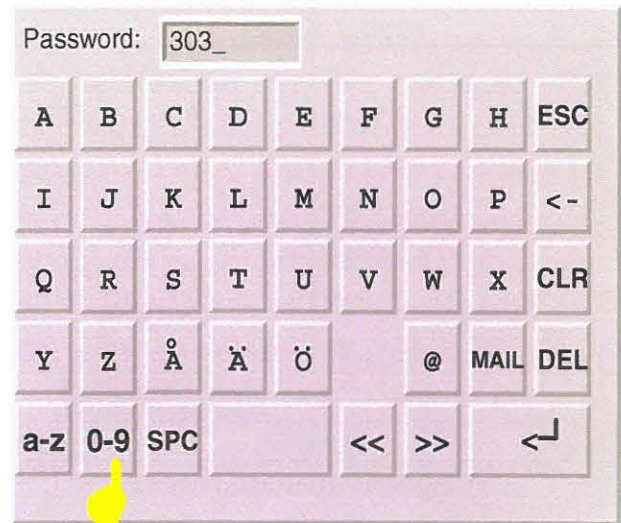 Password: 303_
A B C D E F G H ESC
I J K L M N O P <-
Q R S T U V W X CLR
Y Z Å Ä Ö @ MAIL DEL
a-z 0-9 SPC << >> <┘